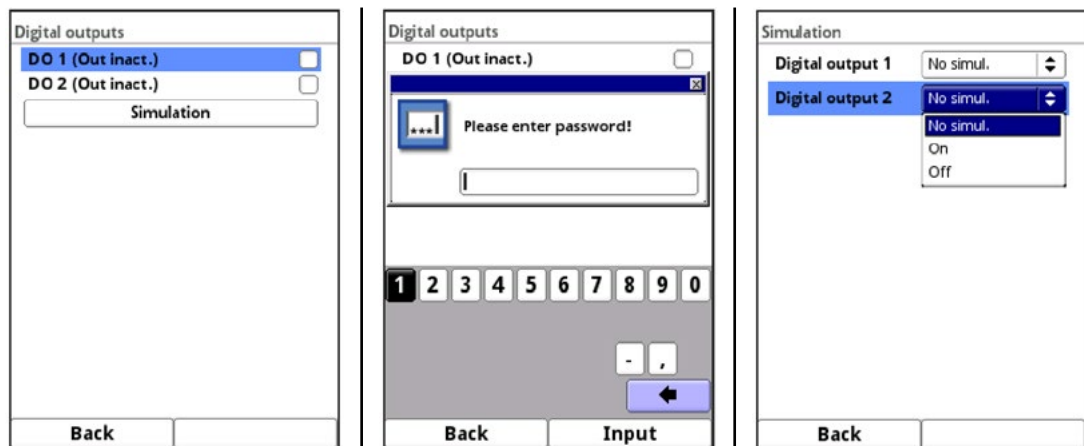 Digital outputs
DO 1 (Out inact.)
DO 2 (Out inact.)
Simulation
Back
Digital outputs
DO 1 (Out inact.)
***
Please enter password!
1 2 3 4 5 6 7 8 9 0
- ,
Back Input
Simulation
Digital output 1 No simul.
Digital output 2 No simul.
No simul.
On
Off
Back